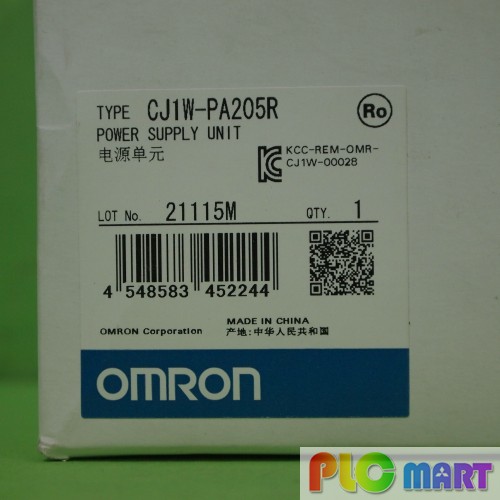 TYPE CJ1W-PA205R
POWER SUPPLY UNIT
电源单元
Ro
KCC-REM-OMR-
CJ1W-00028
LOT No. 21115M QTY. 1
4 548583 452244
OMRON Corporation
MADE IN CHINA
产地:中华人民共和国
OMRON
PLC MART